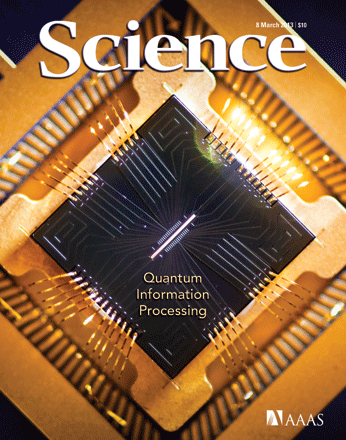 8 March 2013 | $10
Science
Quantum
Information
Processing
AAAS